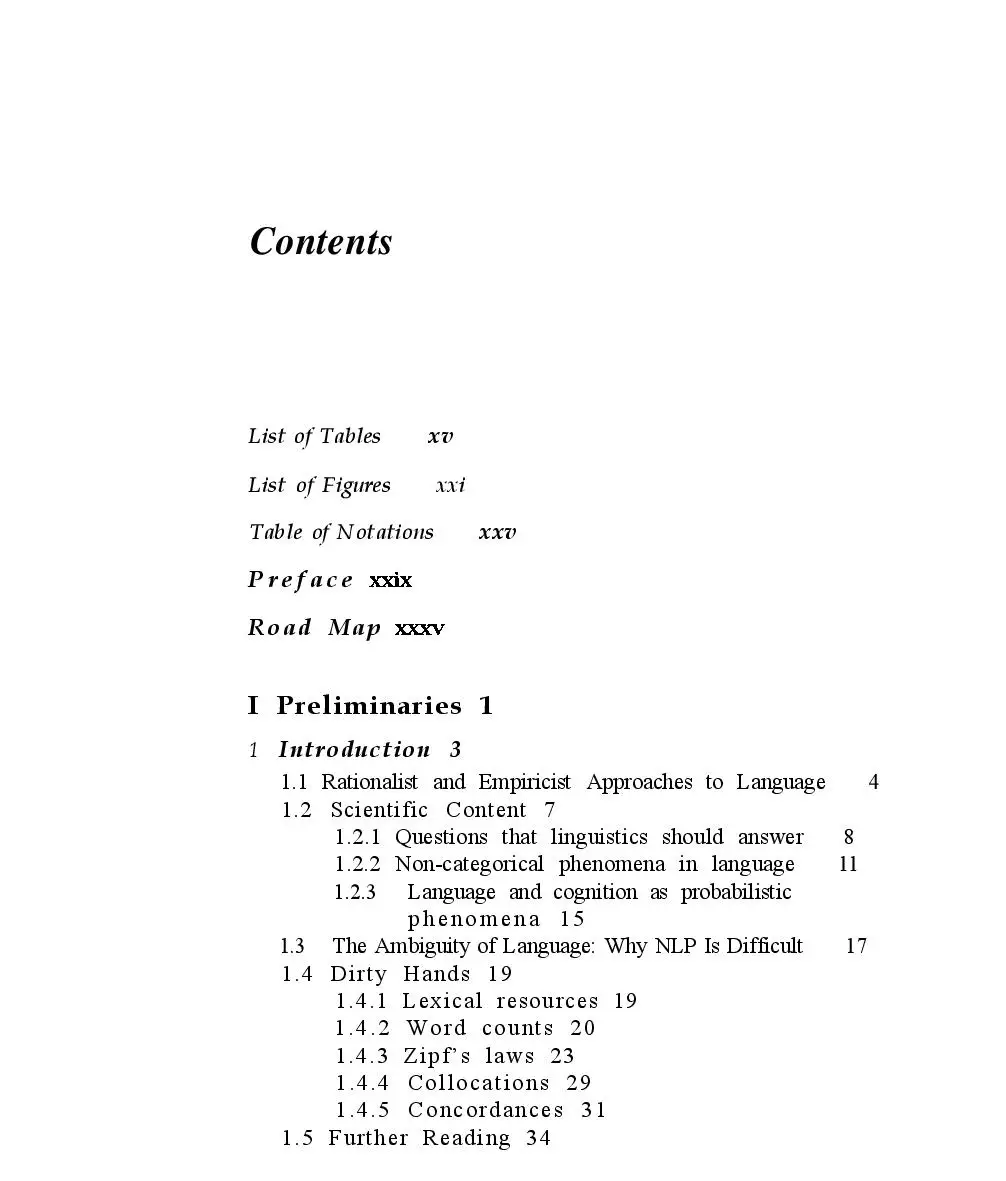 Contents
List of Tables xv
List of Figures xxi
Table of Notations xxv
Preface xxix
Road Map xxxv
I Preliminaries 1
1 Introduction 3
1.1 Rationalist and Empiricist Approaches to Language 4
1.2 Scientific Content 7
1.2.1 Questions that linguistics should answer 8
1.2.2 Non-categorical phenomena in language 11
1.2.3 Language and cognition as probabilistic
phenomena 15
1.3 The Ambiguity of Language: Why NLP Is Difficult 17
1.4 Dirty Hands 19
1.4.1 Lexical resources 19
1.4.2 Word counts 20
1.4.3 Zipf’s laws 23
1.4.4 Collocations 29
1.4.5 Concordances 31
1.5 Further Reading 34